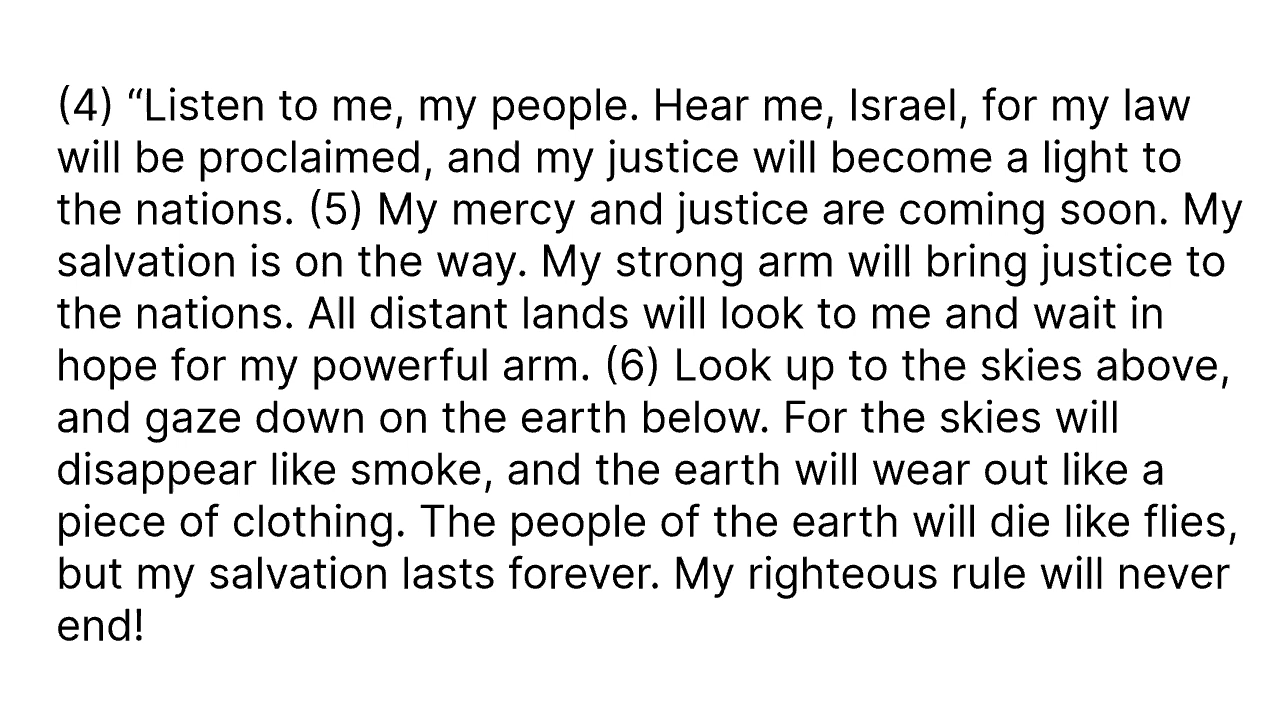 (4) “Listen to me, my people. Hear me, Israel, for my law
will be proclaimed, and my justice will become a light to
the nations. (5) My mercy and justice are coming soon. My
salvation is on the way. My strong arm will bring justice to
the nations. All distant lands will look to me and wait in
hope for my powerful arm. (6) Look up to the skies above,
and gaze down on the earth below. For the skies will
disappear like smoke, and the earth will wear out like a
piece of clothing. The people of the earth will die like flies,
but my salvation lasts forever. My righteous rule will never
end!